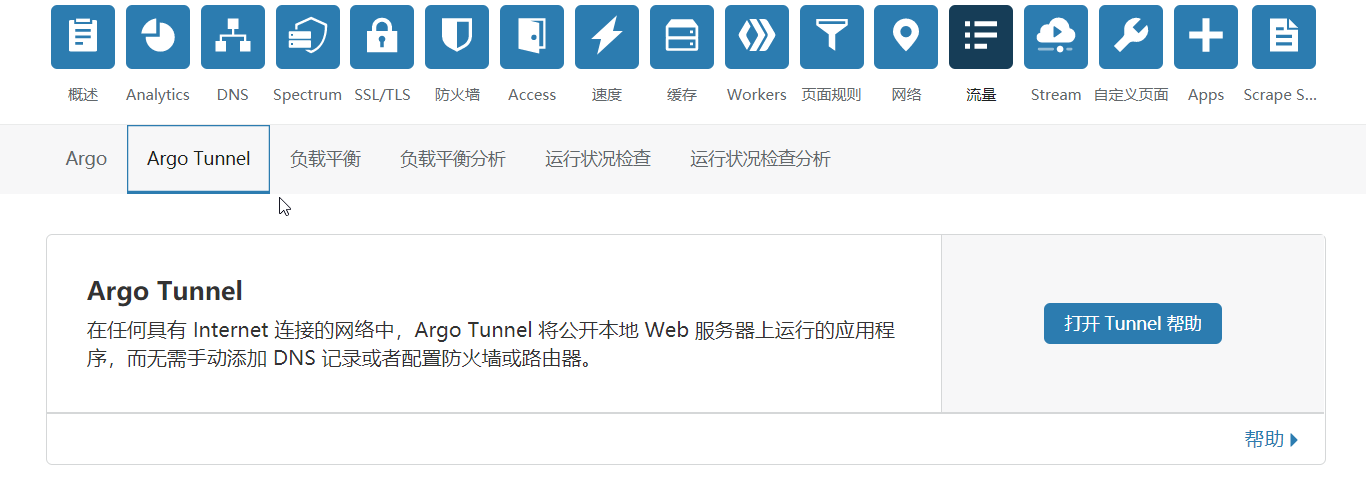 概述 Analytics DNS Spectrum SSL/TLS 防火墙 Access 速度 缓存 Workers 页面规则 网络 流量 Stream 自定义页面 Apps Scrape S...
Argo Argo Tunnel 负载平衡 负载平衡分析 运行状况检查 运行状况检查分析
Argo Tunnel
在任何具有 Internet 连接的网络中，Argo Tunnel 将公开本地 Web 服务器上运行的应用程
序，而无需手动添加 DNS 记录或者配置防火墙或路由器。
打开 Tunnel 帮助
帮助